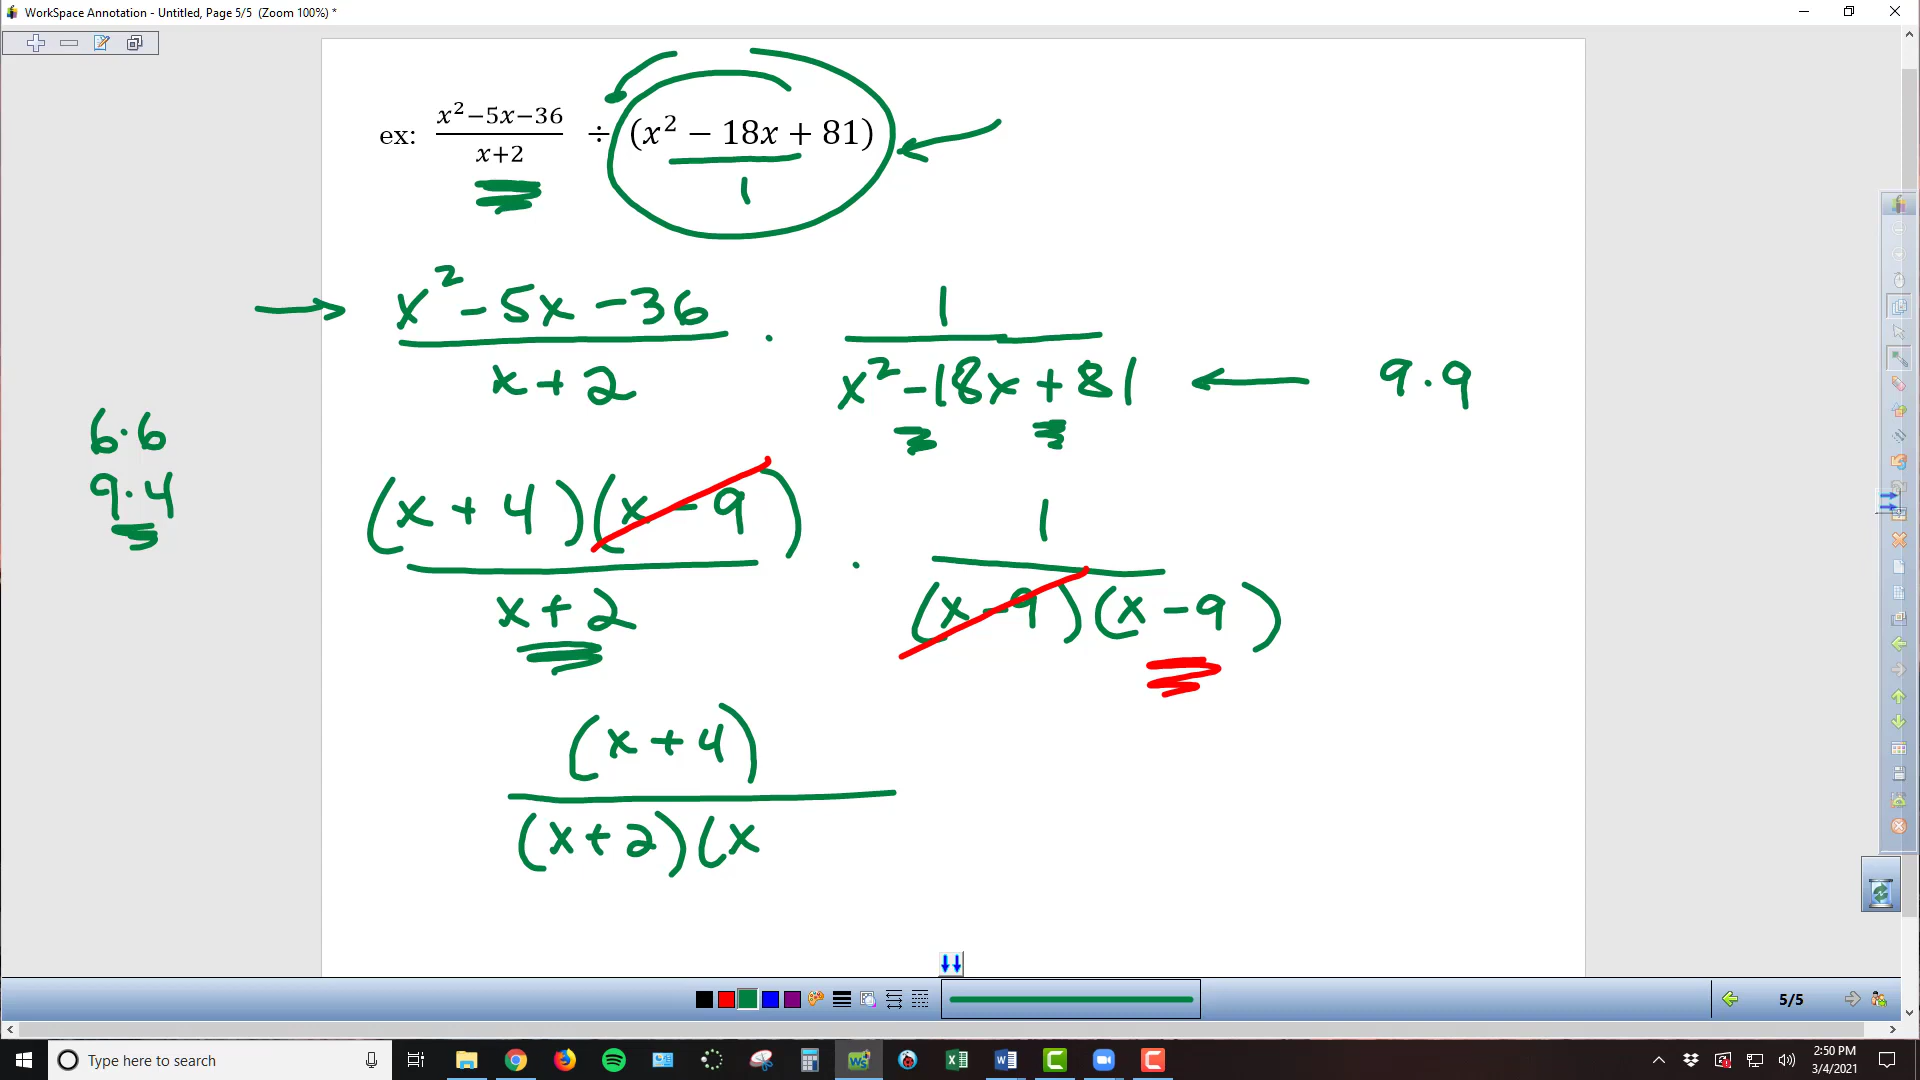 WorkSpace Annotation - Untitled, Page 5/5 (Zoom 100%) *
ex: x²−5x−36 / x+2 ÷ (x² − 18x + 81)
1
x² - 5x - 36 / x + 2 · 1 / x² - 18x + 81 ← 9.9
6·6
9·4
(x + 4)(x - 9) / x + 2 · 1 / (x - 9)(x - 9)
(x + 4) / (x + 2)(x
5/5
Type here to search
2:50 PM
3/4/2021